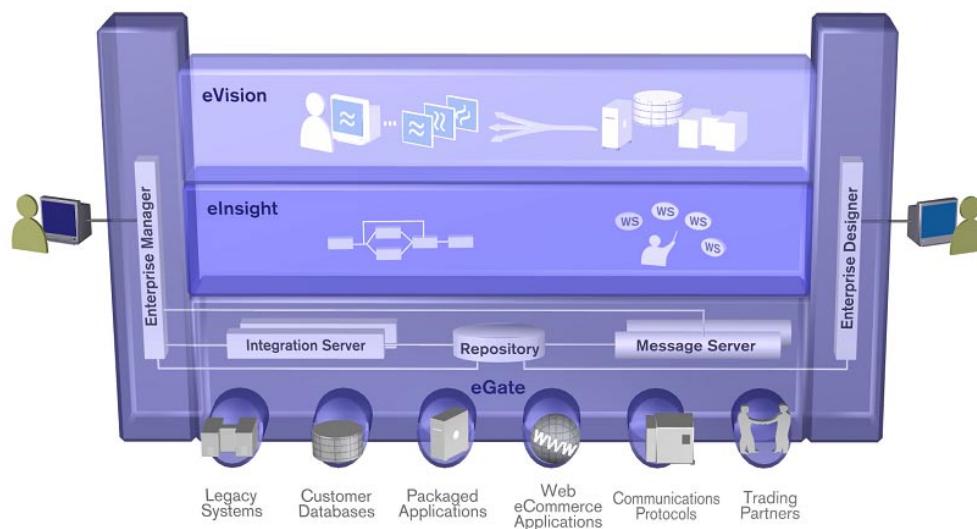 eVision
eInsight
WS
WS
WS
WS
Enterprise Manager
Enterprise Designer
Integration Server
Repository
Message Server
eGate
www
Legacy
Systems
Customer
Databases
Packaged
Applications
Web
eCommerce
Applications
Communications
Protocols
Trading
Partners